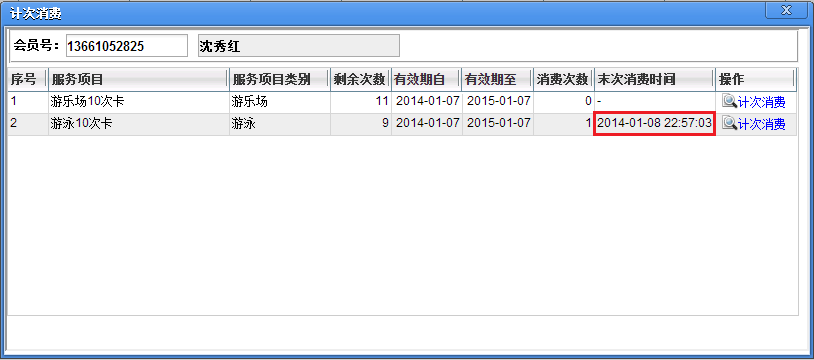 计次消费
会员号： 13661052825 沈秀红
序号 服务项目 服务项目类别 剩余次数 有效期自 有效期至 消费次数 末次消费时间 操作
1 游乐场10次卡 游乐场 11 2014-01-07 2015-01-07 0 - 计次消费
2 游泳10次卡 游泳 9 2014-01-07 2015-01-07 1 2014-01-08 22:57:03 计次消费